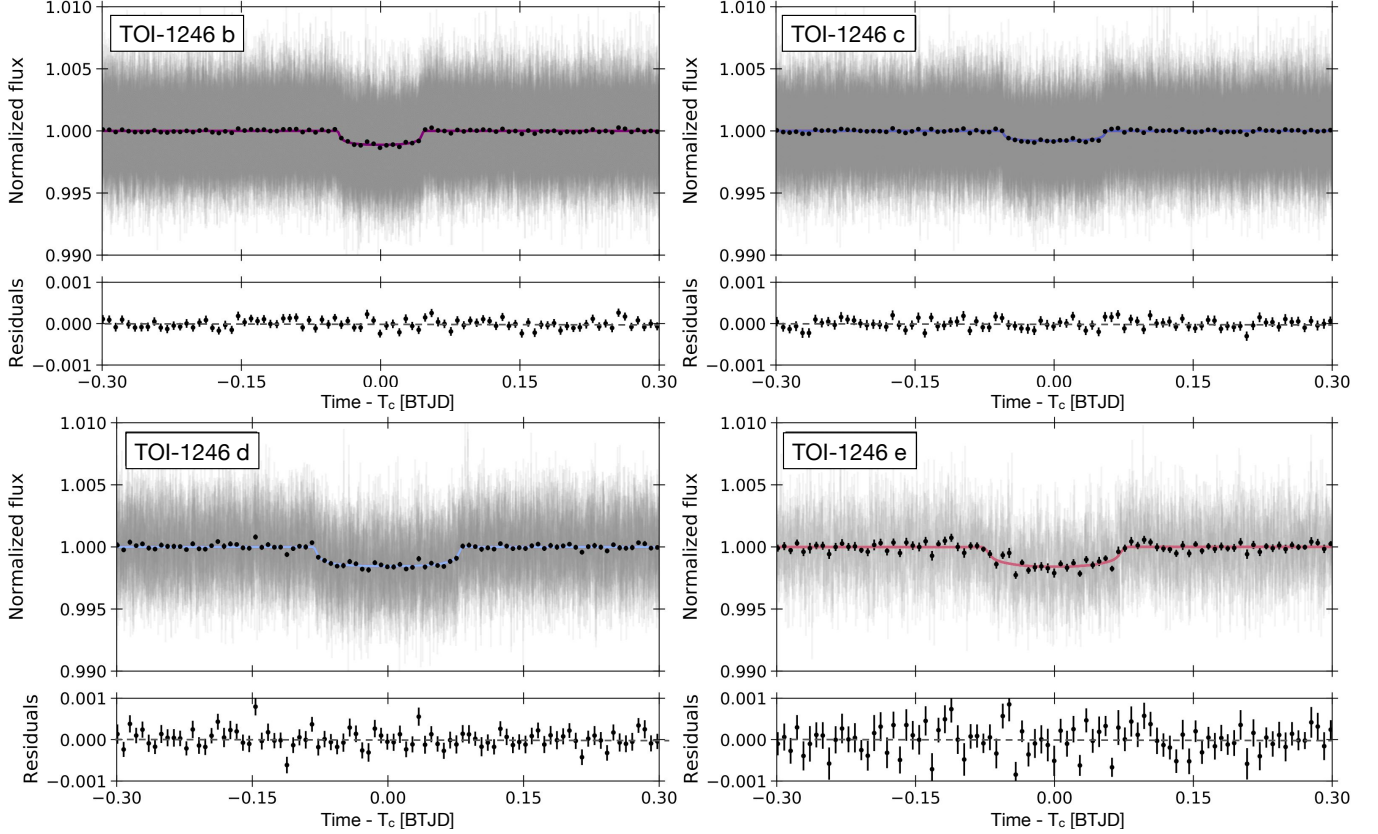 1.010
TOI-1246 b
1.005
1.000
0.995
0.990
Normalized flux
0.001
0.000
−0.001
Residuals
−0.30 −0.15 0.00 0.15 0.30
Time - Tc [BTJD]
1.010
TOI-1246 c
1.005
1.000
0.995
0.990
Normalized flux
0.001
0.000
−0.001
Residuals
−0.30 −0.15 0.00 0.15 0.30
Time - Tc [BTJD]
1.010
TOI-1246 d
1.005
1.000
0.995
0.990
Normalized flux
0.001
0.000
−0.001
Residuals
−0.30 −0.15 0.00 0.15 0.30
Time - Tc [BTJD]
1.010
TOI-1246 e
1.005
1.000
0.995
0.990
Normalized flux
0.001
0.000
−0.001
Residuals
−0.30 −0.15 0.00 0.15 0.30
Time - Tc [BTJD]